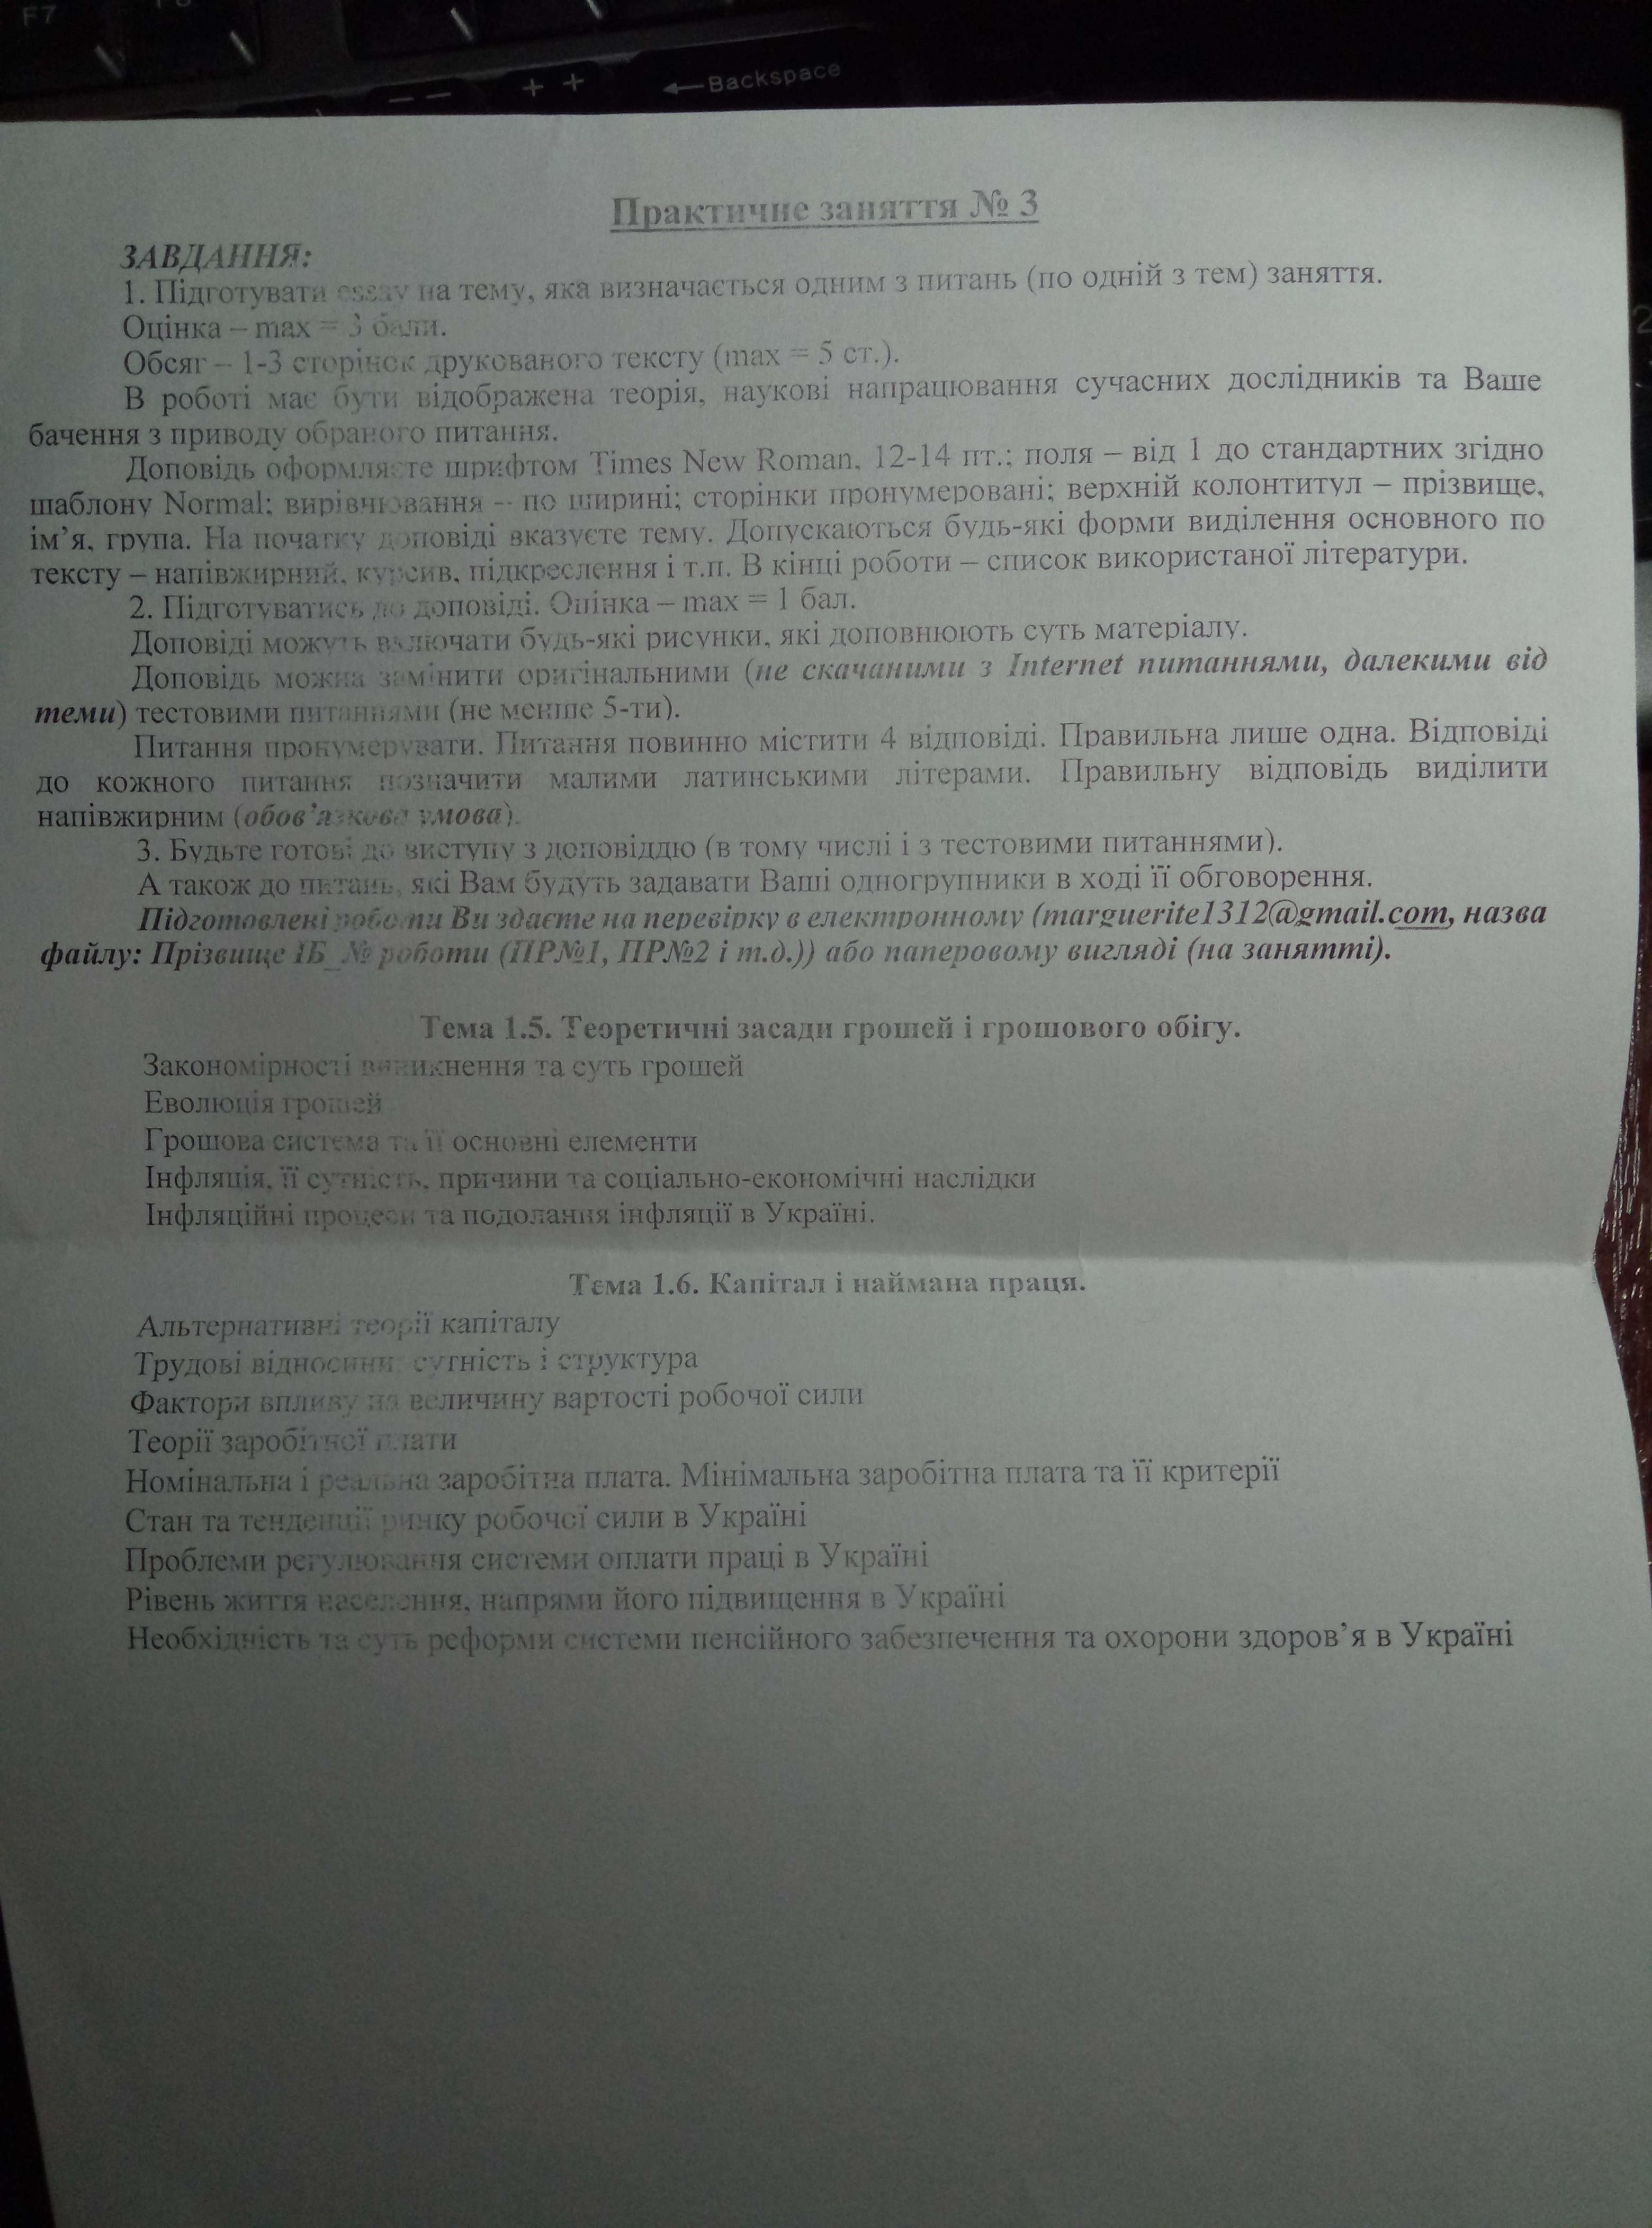 F7
← Backspace
Практичне заняття № 3
ЗАВДАННЯ:
1. Підготувати essay на тему, яка визначається одним з питань (по одній з тем) заняття.
Оцінка – max = 3 бали.
Обсяг – 1-3 сторінок друкованого тексту (max = 5 ст.).
В роботі має бути відображена теорія, наукові напрацювання сучасних дослідників та Ваше
бачення з приводу обраного питання.
Доповідь оформляєте шрифтом Times New Roman, 12-14 пт.; поля – від 1 до стандартних згідно
шаблону Normal; вирівнювання – по ширині; сторінки пронумеровані; верхній колонтитул – прізвище,
ім’я, група. На початку доповіді вказуєте тему. Допускаються будь-які форми виділення основного по
тексту – напівжирний, курсив, підкреслення і т.п. В кінці роботи – список використаної літератури.
2. Підготуватись до доповіді. Оцінка – max = 1 бал.
Доповіді можуть включати будь-які рисунки, які доповнюють суть матеріалу.
Доповідь можна замінити оригінальними (не скачаними з Internet питаннями, далекими від
теми) тестовими питаннями (не менше 5-ти).
Питання пронумерувати. Питання повинно містити 4 відповіді. Правильна лише одна. Відповіді
до кожного питання позначити малими латинськими літерами. Правильну відповідь виділити
напівжирним (обов’язкова умова).
3. Будьте готові до виступу з доповіддю (в тому числі і з тестовими питаннями).
А також до питань, які Вам будуть задавати Ваші одногрупники в ході її обговорення.
Підготовлені роботи Ви здаєте на перевірку в електронному (marguerite1312@gmail.com, назва
файлу: Прізвище ІБ_№ роботи (ПР№1, ПР№2 і т.д.)) або паперовому вигляді (на занятті).
Тема 1.5. Теоретичні засади грошей і грошового обігу.
Закономірності виникнення та суть грошей
Еволюція грошей
Грошова система та її основні елементи
Інфляція, її сутність, причини та соціально-економічні наслідки
Інфляційні процеси та подолання інфляції в Україні.
Тема 1.6. Капітал і наймана праця.
Альтернативні теорії капіталу
Трудові відносини: сутність і структура
Фактори впливу на величину вартості робочої сили
Теорії заробітної плати
Номінальна і реальна заробітна плата. Мінімальна заробітна плата та її критерії
Стан та тенденції ринку робочої сили в Україні
Проблеми регулювання системи оплати праці в Україні
Рівень життя населення, напрями його підвищення в Україні
Необхідність та суть реформи системи пенсійного забезпечення та охорони здоров’я в Україні